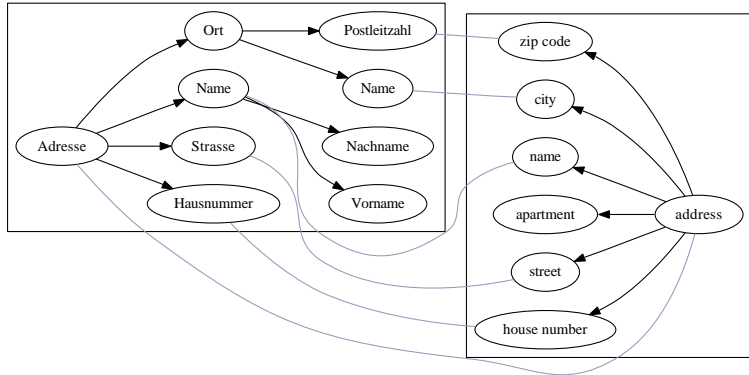 Ort
Postleitzahl
zip code
Name
Name
city
Adresse
Strasse
Nachname
name
Hausnummer
Vorname
apartment
address
street
house number